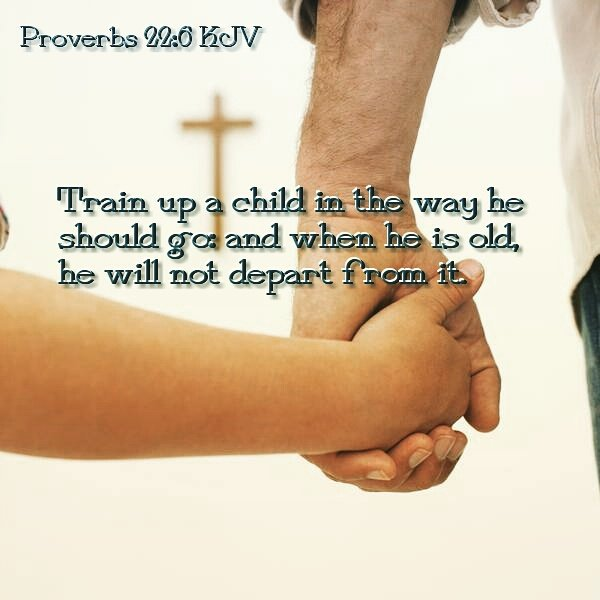 Proverbs 22:6 KJV
Train up a child in the way he
should go: and when he is old,
he will not depart from it.